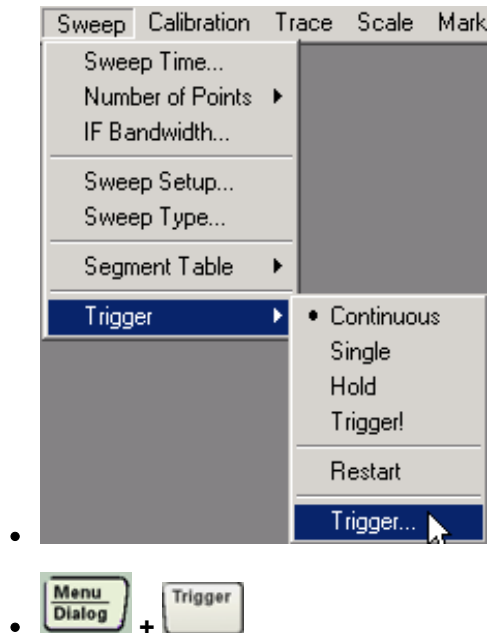 Sweep Calibration Trace Scale Mark
Sweep Time...
Number of Points
IF Bandwidth...
Sweep Setup...
Sweep Type...
Segment Table
Trigger
Continuous
Single
Hold
Trigger!
Restart
Trigger...
Menu
Dialog + Trigger